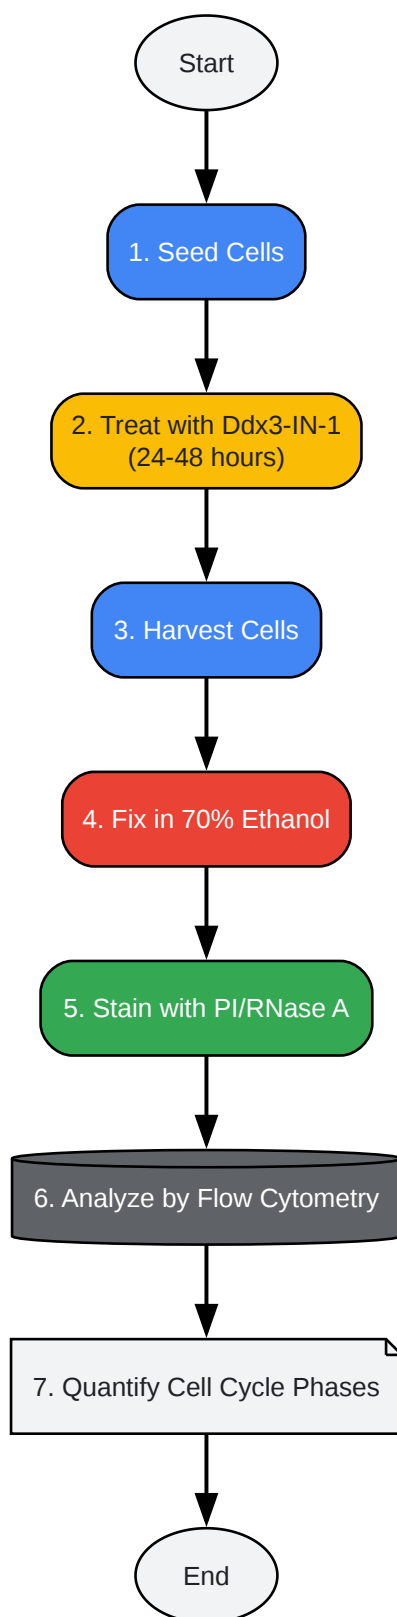 Start
1. Seed Cells
2. Treat with Ddx3-IN-1
(24-48 hours)
3. Harvest Cells
4. Fix in 70% Ethanol
5. Stain with PI/RNase A
6. Analyze by Flow Cytometry
7. Quantify Cell Cycle Phases
End